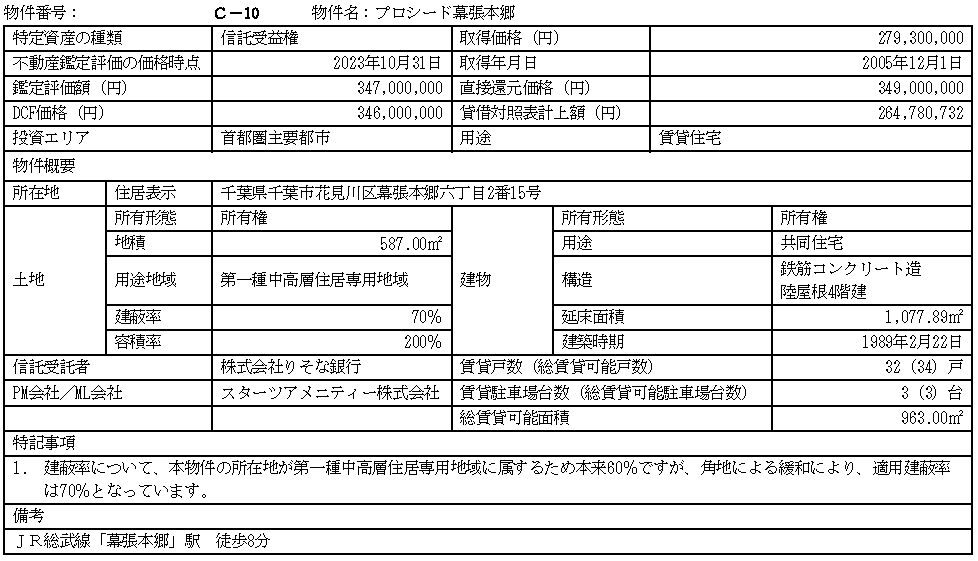 物件番号： Ｃ－10 物件名：プロシード幕張本郷
特定資産の種類 信託受益権 取得価格（円） 279,300,000
不動産鑑定評価の価格時点 2023年10月31日 取得年月日 2005年12月1日
鑑定評価額（円） 347,000,000 直接還元価格（円） 349,000,000
DCF価格（円） 346,000,000 貸借対照表計上額（円） 264,780,732
投資エリア 首都圏主要都市 用途 賃貸住宅
物件概要
所在地 住居表示 千葉県千葉市花見川区幕張本郷六丁目2番15号
土地 所有形態 所有権 建物 所有形態 所有権
地積 587.00㎡ 用途 共同住宅
用途地域 第一種中高層住居専用地域 構造 鉄筋コンクリート造
陸屋根4階建
建蔽率 70% 延床面積 1,077.89㎡
容積率 200% 建築時期 1989年2月22日
信託受託者 株式会社りそな銀行 賃貸戸数（総賃貸可能戸数） 32（34）戸
PM会社／ML会社 スターツアメニティー株式会社 賃貸駐車場台数（総賃貸可能駐車場台数） 3（3）台
総賃貸可能面積 963.00㎡
特記事項
1. 建蔽率について、本物件の所在地が第一種中高層住居専用地域に属するため本来60%ですが、角地による緩和により、適用建蔽率
は70%となっています。
備考
ＪＲ総武線「幕張本郷」駅 徒歩8分